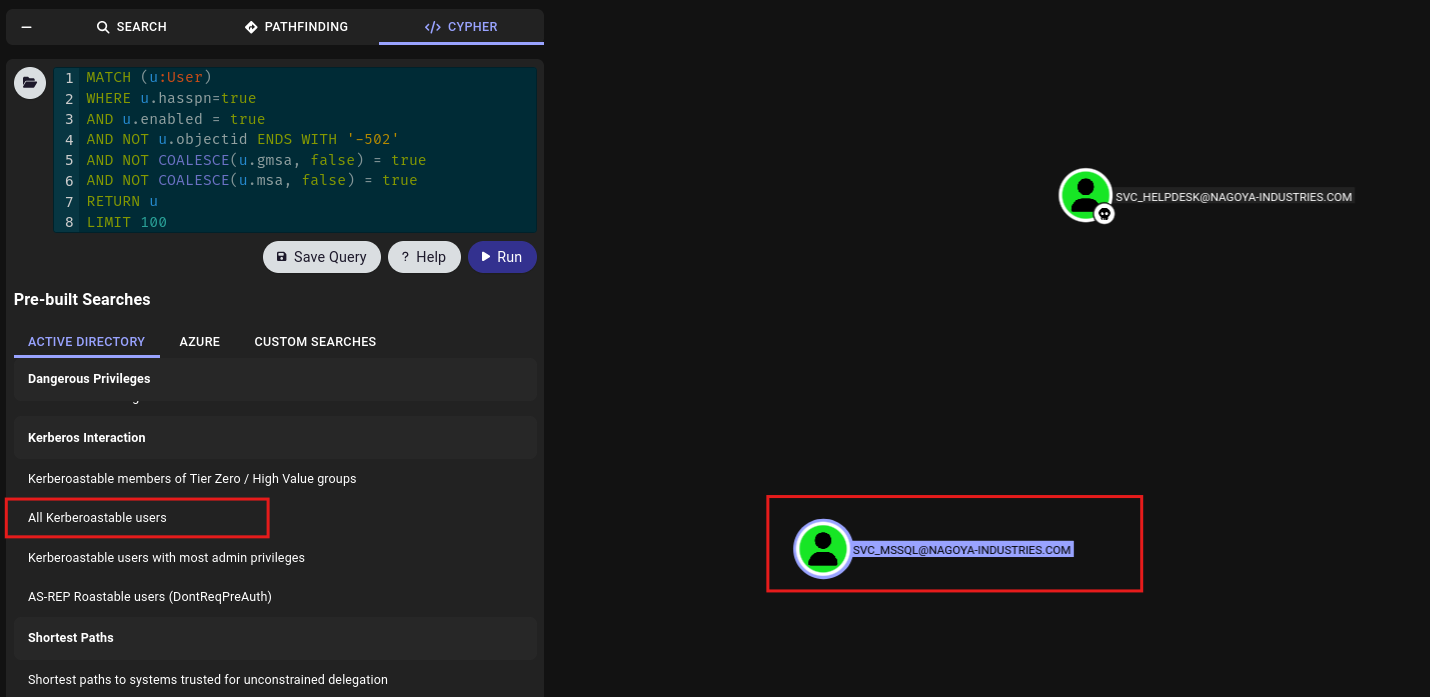 SEARCH
PATHFINDING
</> CYPHER
1 MATCH (u:User)
2 WHERE u.hasspn=true
3 AND u.enabled = true
4 AND NOT u.objectid ENDS WITH '-502'
5 AND NOT COALESCE(u.gmsa, false) = true
6 AND NOT COALESCE(u.msa, false) = true
7 RETURN u
8 LIMIT 100
Save Query
? Help
Run
Pre-built Searches
ACTIVE DIRECTORY
AZURE
CUSTOM SEARCHES
Dangerous Privileges
Kerberos Interaction
Kerberoastable members of Tier Zero / High Value groups
All Kerberoastable users
Kerberoastable users with most admin privileges
AS-REP Roastable users (DontReqPreAuth)
Shortest Paths
Shortest paths to systems trusted for unconstrained delegation
SVC_HELPDESK@NAGOYA-INDUSTRIES.COM
SVC_MSSQL@NAGOYA-INDUSTRIES.COM